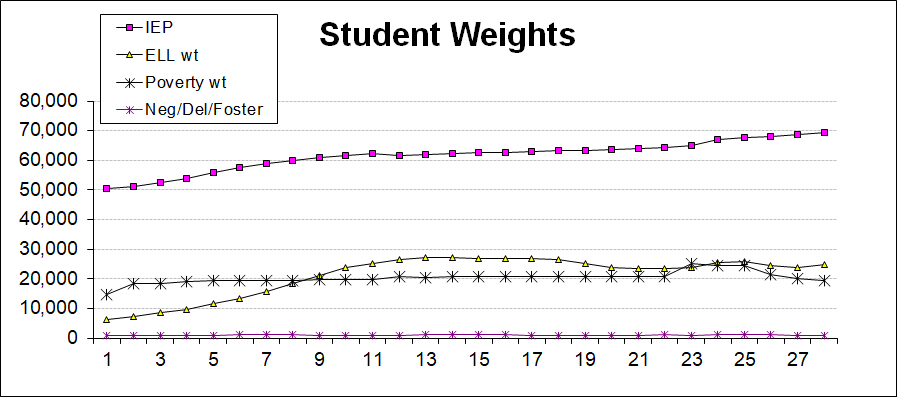 Student Weights
IEP
ELL wt
Poverty wt
Neg/Del/Foster
80,000
70,000
60,000
50,000
40,000
30,000
20,000
10,000
0
1 3 5 7 9 11 13 15 17 19 21 23 25 27